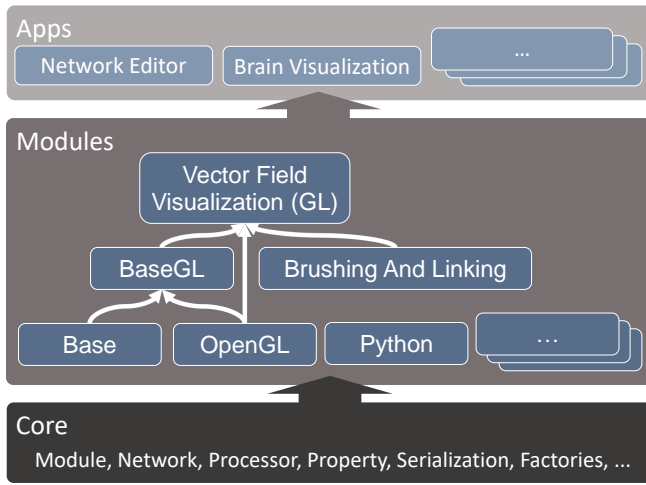 Apps
Network Editor
Brain Visualization
...
Modules
Vector Field
Visualization (GL)
BaseGL
Brushing And Linking
Base
OpenGL
Python
...
Core
Module, Network, Processor, Property, Serialization, Factories, ...